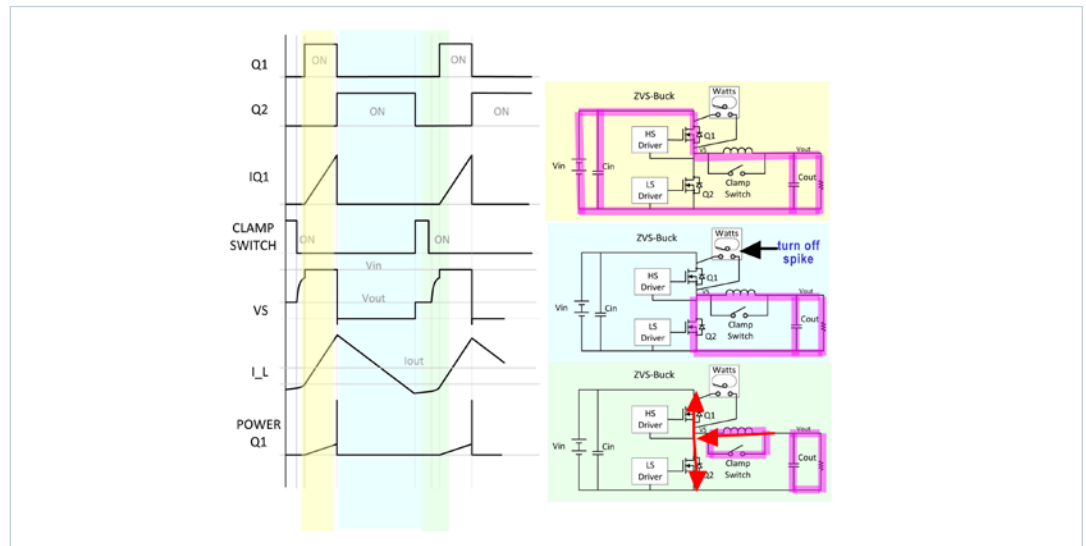 Q1
ON
ON
Q2
ON
ON
IQ1
CLAMP
SWITCH
ON
ON
Vin
VS
Vout
I_L
Iout
POWER
Q1
ZVS-Buck
Watts
HS
Driver
Q1
VS
Vout
Vin
Cin
LS
Driver
Q2
Clamp
Switch
Cout
ZVS-Buck
Watts
turn off
spike
HS
Driver
Q1
VS
Vout
Vin
Cin
LS
Driver
Q2
Clamp
Switch
Cout
ZVS-Buck
Watts
HS
Driver
Q1
VS
Vout
Vin
Cin
LS
Driver
Q2
Clamp
Switch
Cout